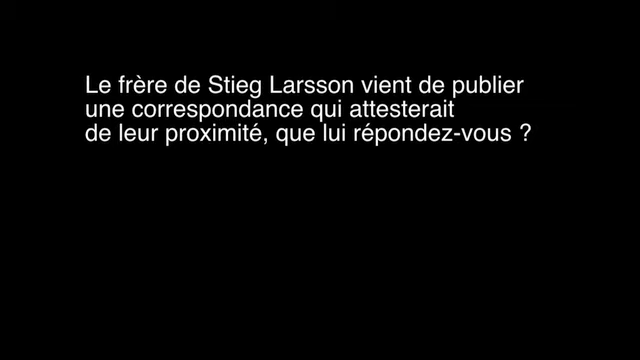 Le frère de Stieg Larsson vient de publier
une correspondance qui attesterait
de leur proximité, que lui répondez-vous ?